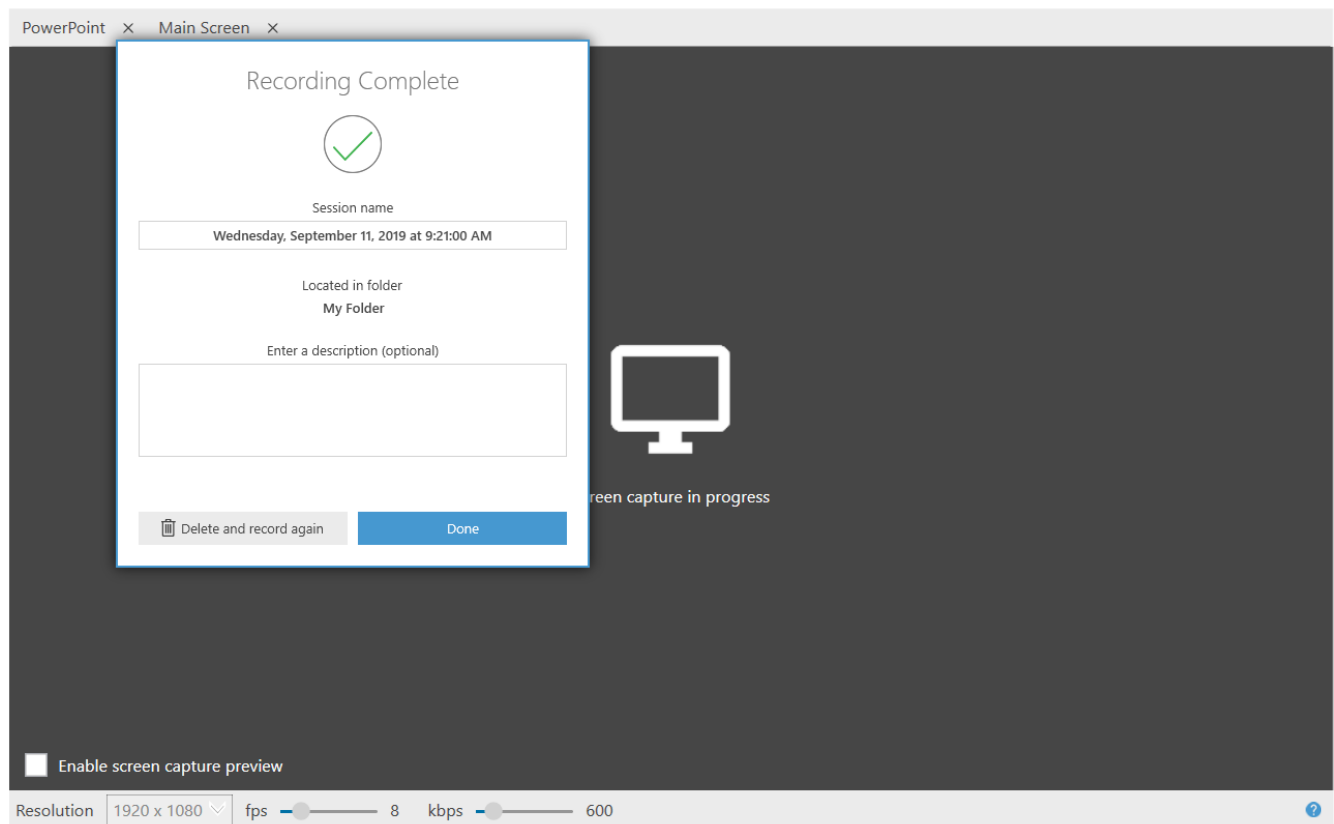 PowerPoint × Main Screen ×
Recording Complete
Session name
Wednesday, September 11, 2019 at 9:21:00 AM
Located in folder
My Folder
Enter a description (optional)
reen capture in progress
Delete and record again Done
Enable screen capture preview
Resolution 1920 x 1080 fps 8 kbps 600
?